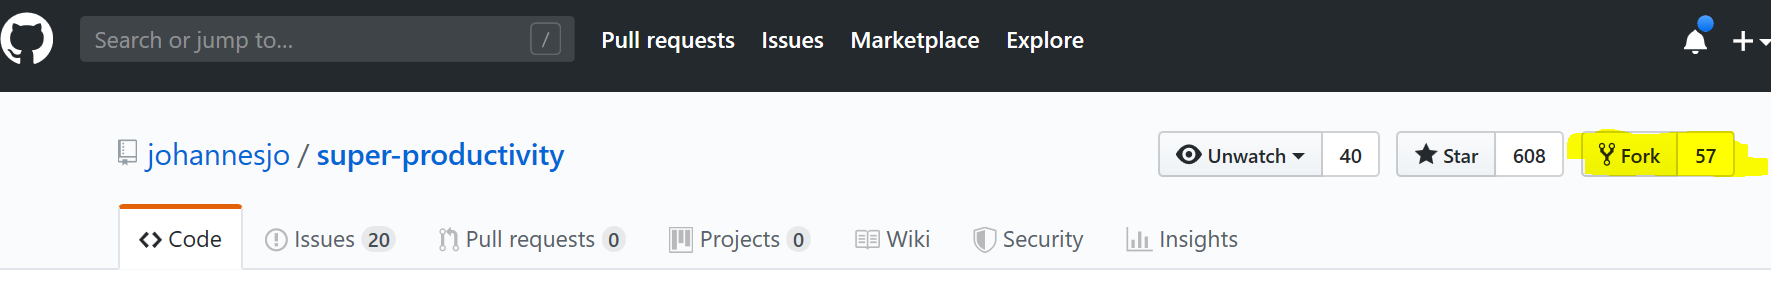 Search or jump to... / Pull requests Issues Marketplace Explore
johannesjo / super-productivity Unwatch 40 Star 608 Fork 57
Code Issues 20 Pull requests 0 Projects 0 Wiki Security Insights